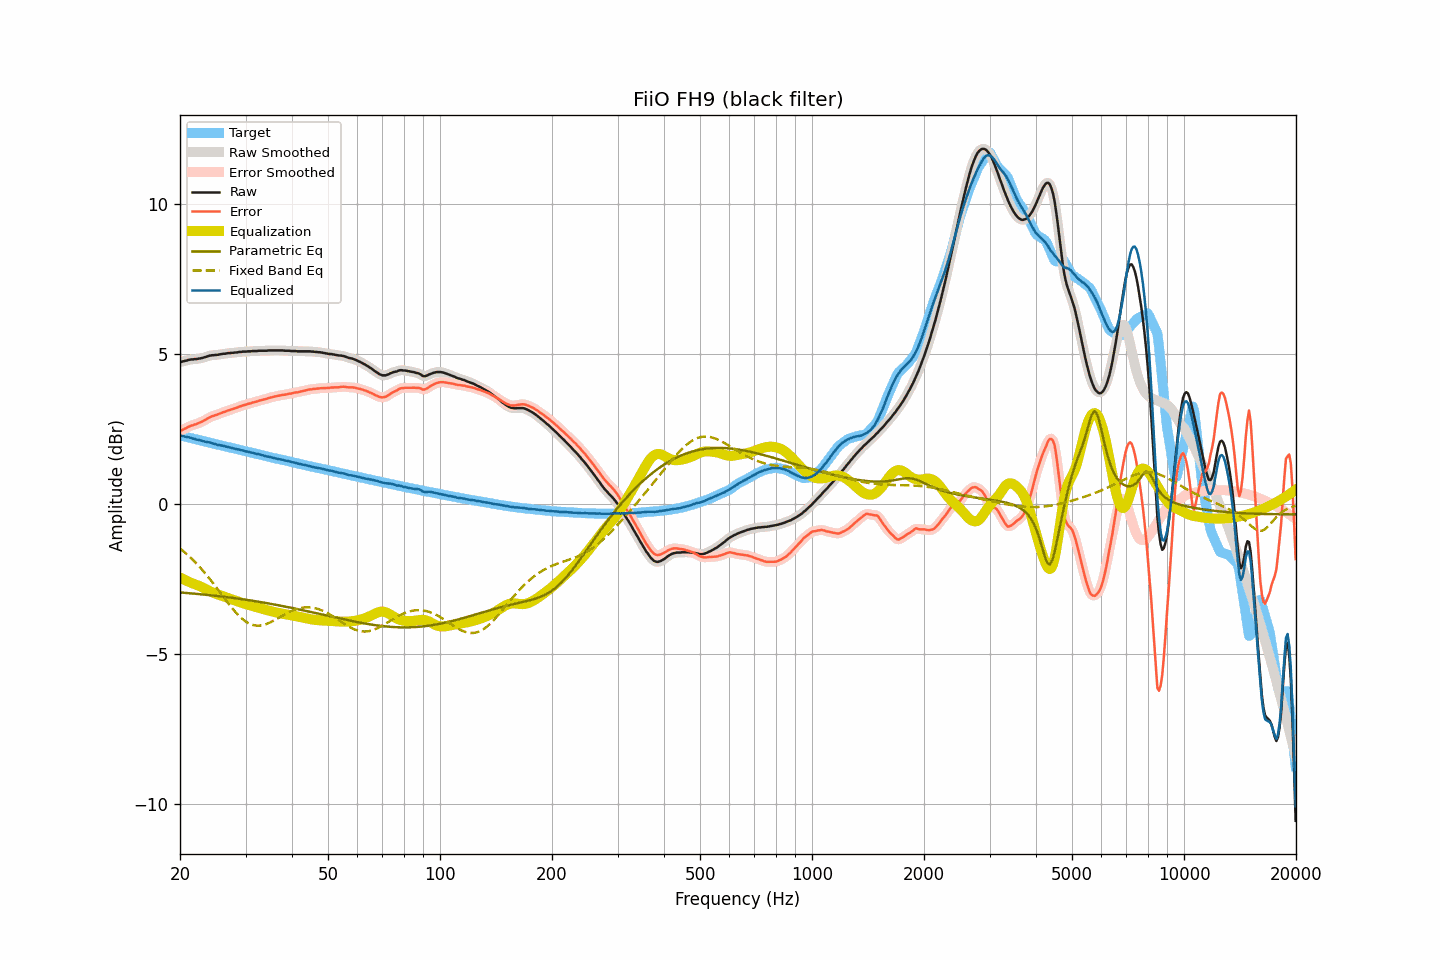 FiiO FH9 (black filter)
Target
Raw Smoothed
Error Smoothed
Raw
Error
Equalization
Parametric Eq
Fixed Band Eq
Equalized
10
5
0
−5
−10
Amplitude (dBr)
20 50 100 200 500 1000 2000 5000 10000 20000
Frequency (Hz)